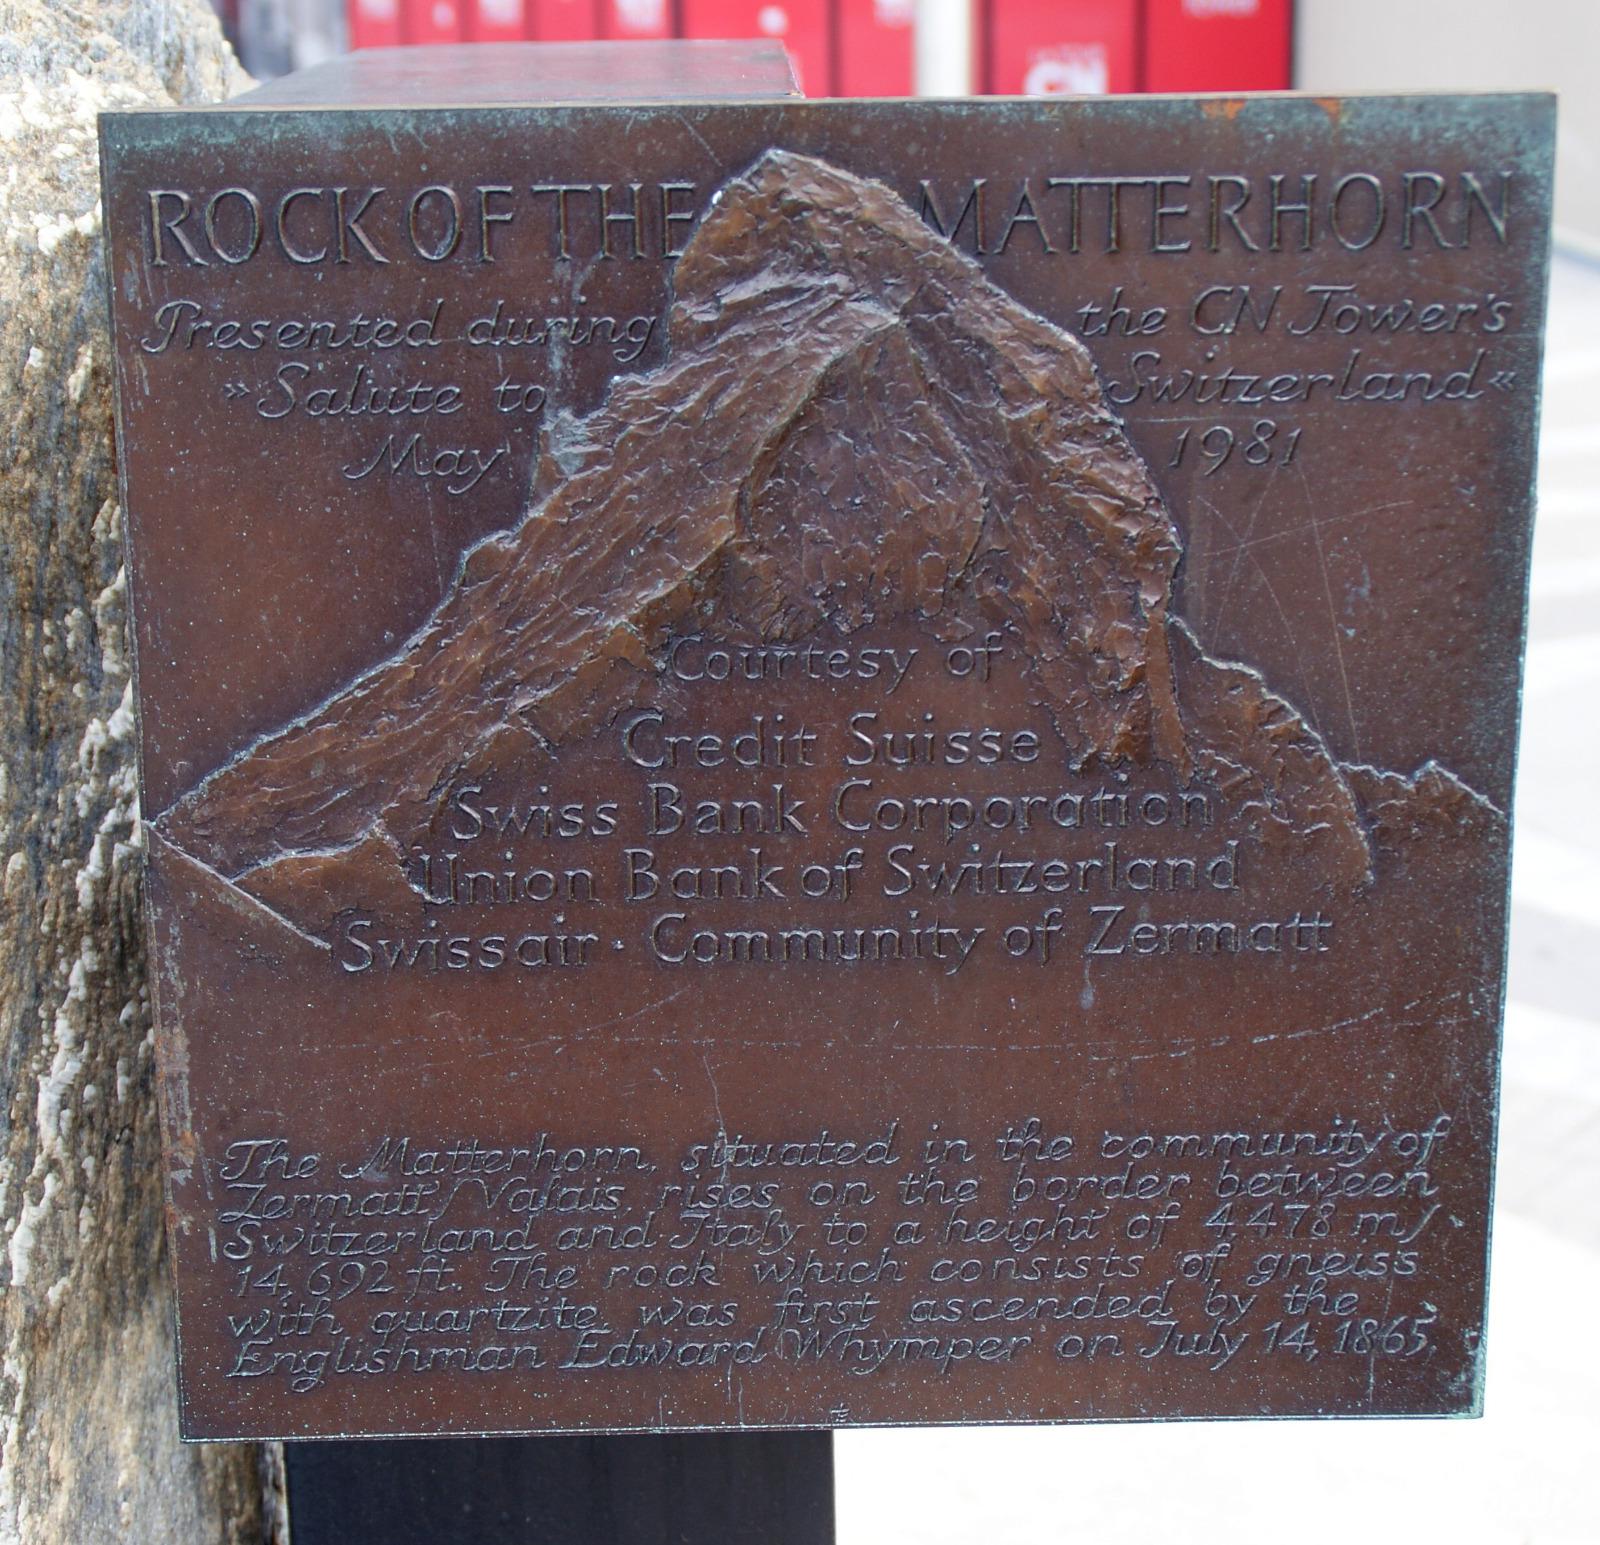 ROCK OF THE MATTERHORN
Presented during the CN Tower's
»Salute to Switzerland«
May 1981
Courtesy of
Credit Suisse
Swiss Bank Corporation
Union Bank of Switzerland
Swissair · Community of Zermatt
The Matterhorn, situated in the community of
Zermatt/Valais, rises on the border between
Switzerland and Italy to a height of 4,478 m/
14,692 ft. The rock which consists of gneiss
with quartzite, was first ascended by the
Englishman Edward Whymper on July 14, 1865.